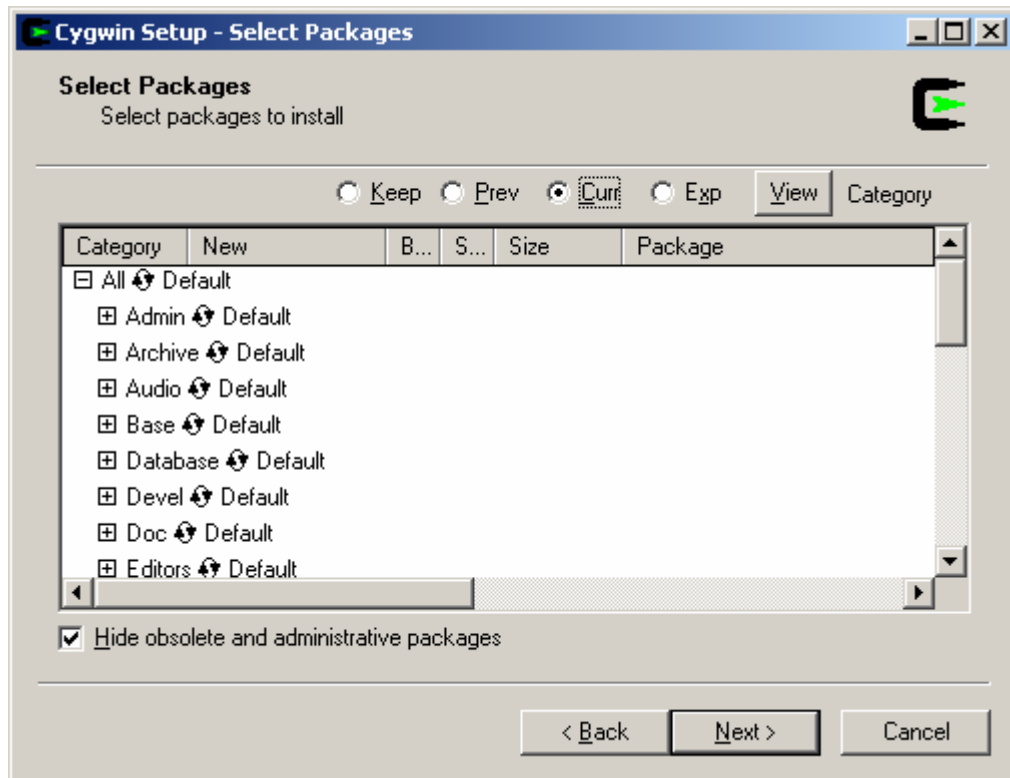 Cygwin Setup - Select Packages
Select Packages
Select packages to install
Keep Prev Curr Exp View Category
Category New B... S... Size Package
All Default
Admin Default
Archive Default
Audio Default
Base Default
Database Default
Devel Default
Doc Default
Editors Default
Hide obsolete and administrative packages
< Back Next > Cancel